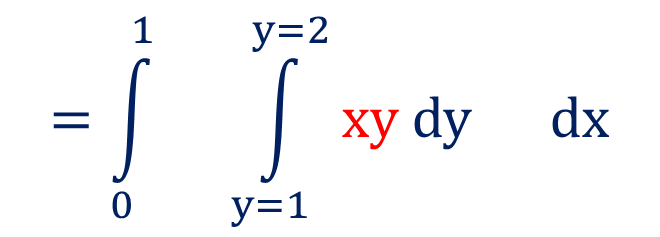 1 y=2
= ∫ ∫ xy dy dx
0 y=1